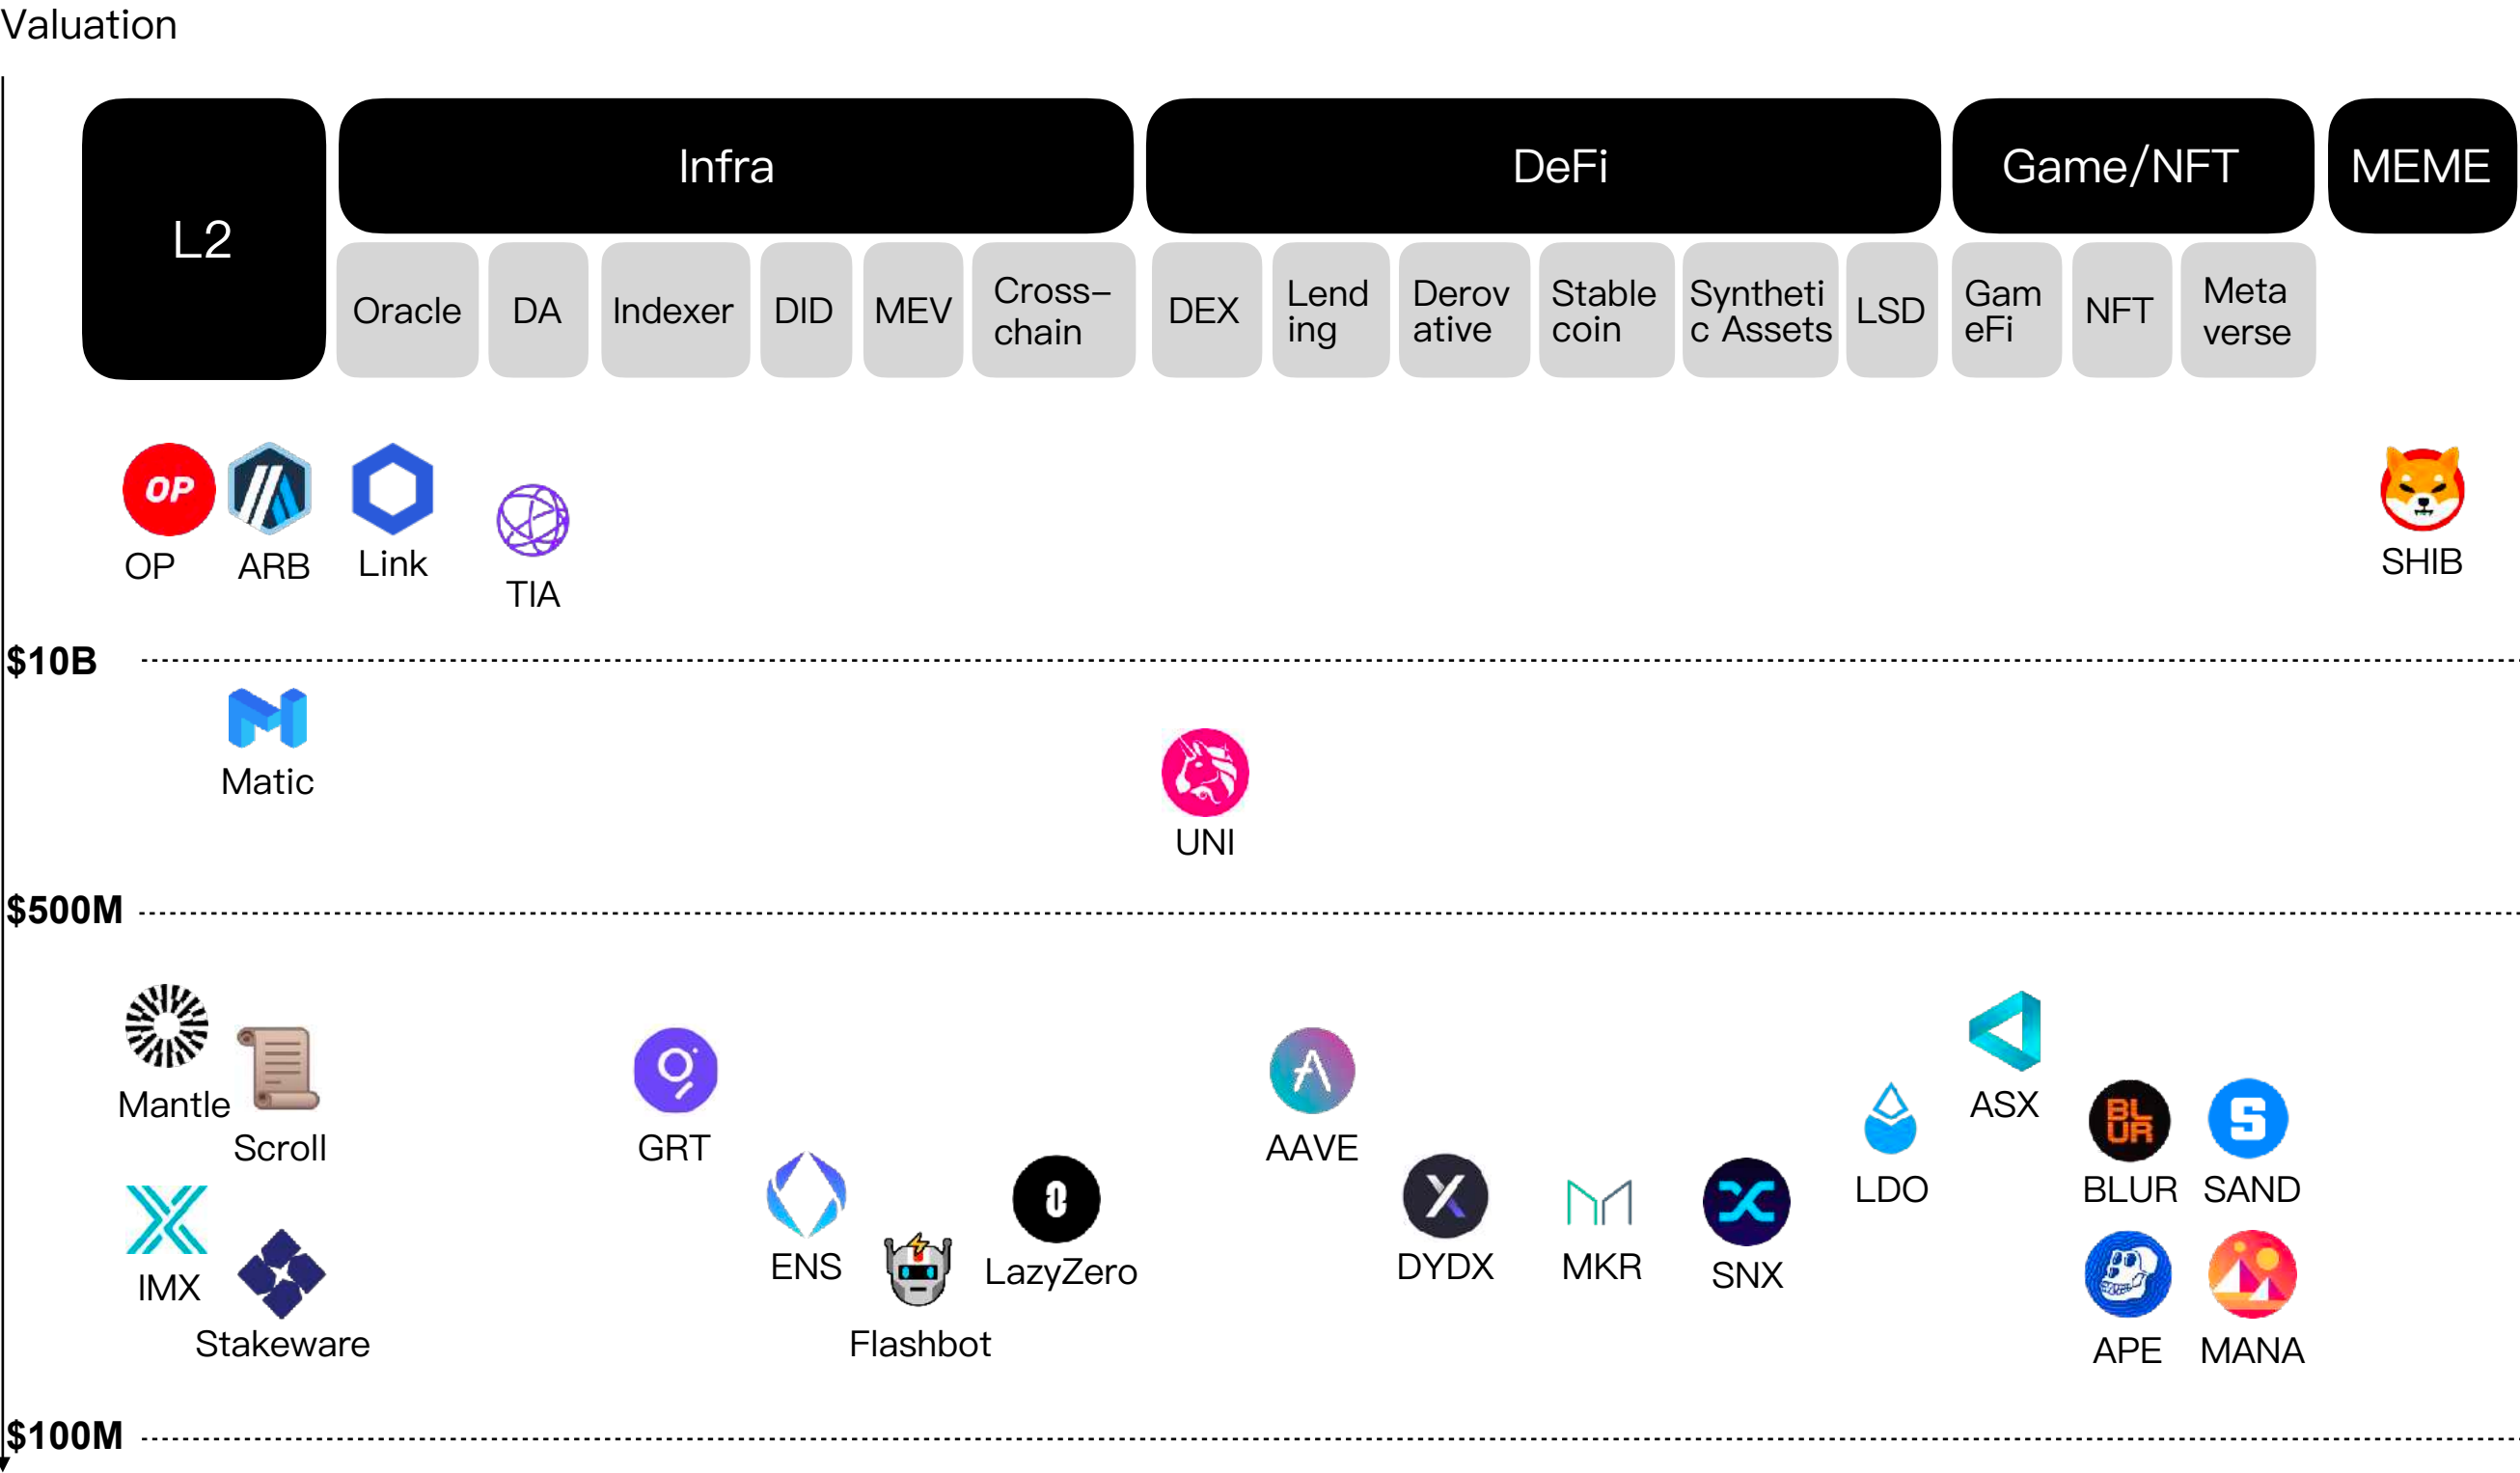 Valuation
L2
Infra
DeFi
Game/NFT
MEME
Oracle
DA
Indexer
DID
MEV
Cross-
chain
DEX
Lend
ing
Derov
ative
Stable
coin
Syntheti
c Assets
LSD
Gam
eFi
NFT
Meta
verse
OP
OP
ARB
Link
TIA
SHIB
$10B
Matic
UNI
$500M
Mantle
Scroll
GRT
AAVE
LDO
ASX
BL
UR
BLUR
S
SAND
IMX
Stakeware
ENS
Flashbot
LazyZero
DYDX
MKR
SNX
APE
MANA
$100M